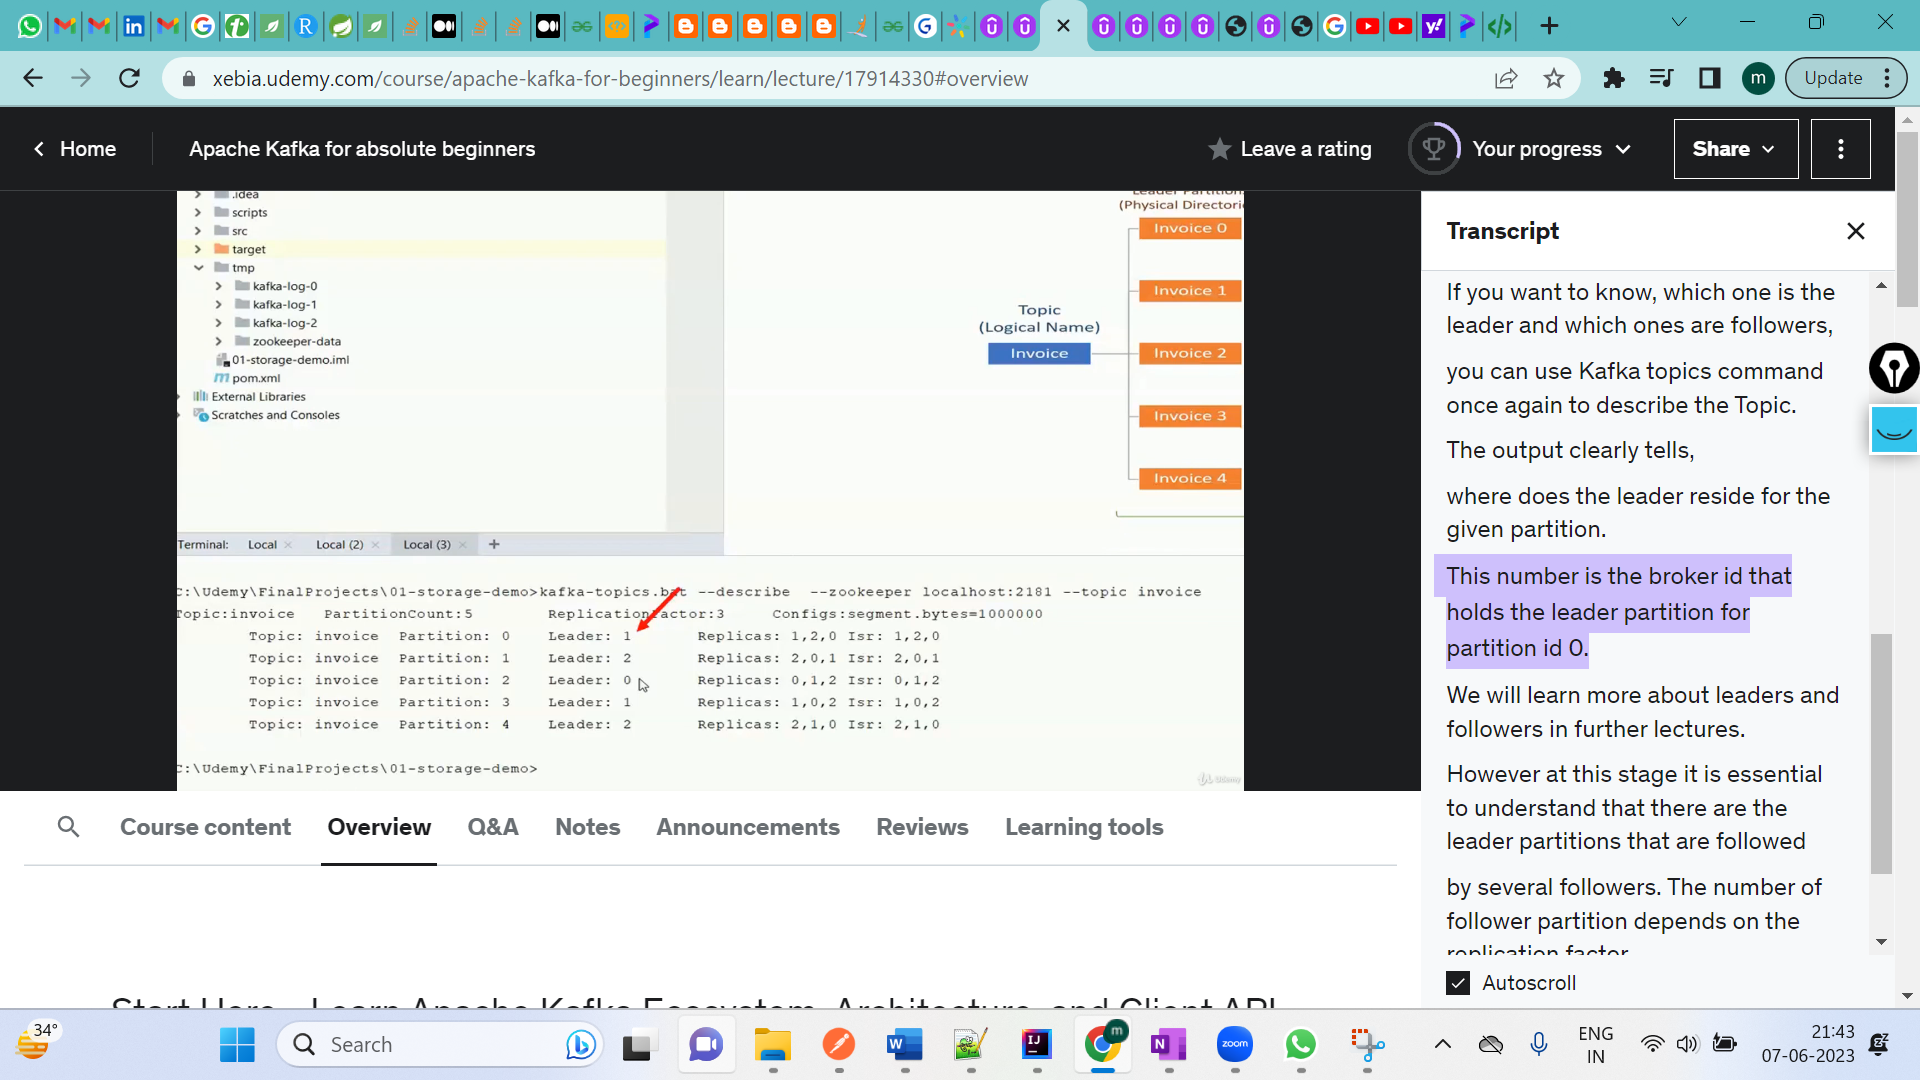 xebia.udemy.com/course/apache-kafka-for-beginners/learn/lecture/17914330#overview
m
Update
Home
Apache Kafka for absolute beginners
Leave a rating
Your progress
Share
.idea
scripts
src
target
tmp
kafka-log-0
kafka-log-1
kafka-log-2
zookeeper-data
01-storage-demo.iml
pom.xml
External Libraries
Scratches and Consoles
(Physical Directori
Invoice 0
Invoice 1
Topic
(Logical Name)
Invoice
Invoice 2
Invoice 3
Invoice 4
Terminal: Local Local (2) Local (3) +
C:\Udemy\FinalProjects\01-storage-demo>kafka-topics.bat --describe --zookeeper localhost:2181 --topic invoice
Topic:invoice PartitionCount:5 ReplicationFactor:3 Configs:segment.bytes=1000000
Topic: invoice Partition: 0 Leader: 1 Replicas: 1,2,0 Isr: 1,2,0
Topic: invoice Partition: 1 Leader: 2 Replicas: 2,0,1 Isr: 2,0,1
Topic: invoice Partition: 2 Leader: 0 Replicas: 0,1,2 Isr: 0,1,2
Topic: invoice Partition: 3 Leader: 1 Replicas: 1,0,2 Isr: 1,0,2
Topic: invoice Partition: 4 Leader: 2 Replicas: 2,1,0 Isr: 2,1,0
C:\Udemy\FinalProjects\01-storage-demo>
Transcript
If you want to know, which one is the
leader and which ones are followers,
you can use Kafka topics command
once again to describe the Topic.
The output clearly tells,
where does the leader reside for the
given partition.
This number is the broker id that
holds the leader partition for
partition id 0.
We will learn more about leaders and
followers in further lectures.
However at this stage it is essential
to understand that there are the
leader partitions that are followed
by several followers. The number of
follower partition depends on the
replication factor
Autoscroll
Course content Overview Q&A Notes Announcements Reviews Learning tools
Start Here - Learn Apache Kafka Ecosystem, Architecture, and Client API
34°
Search
zoom
ENG
IN
21:43
07-06-2023